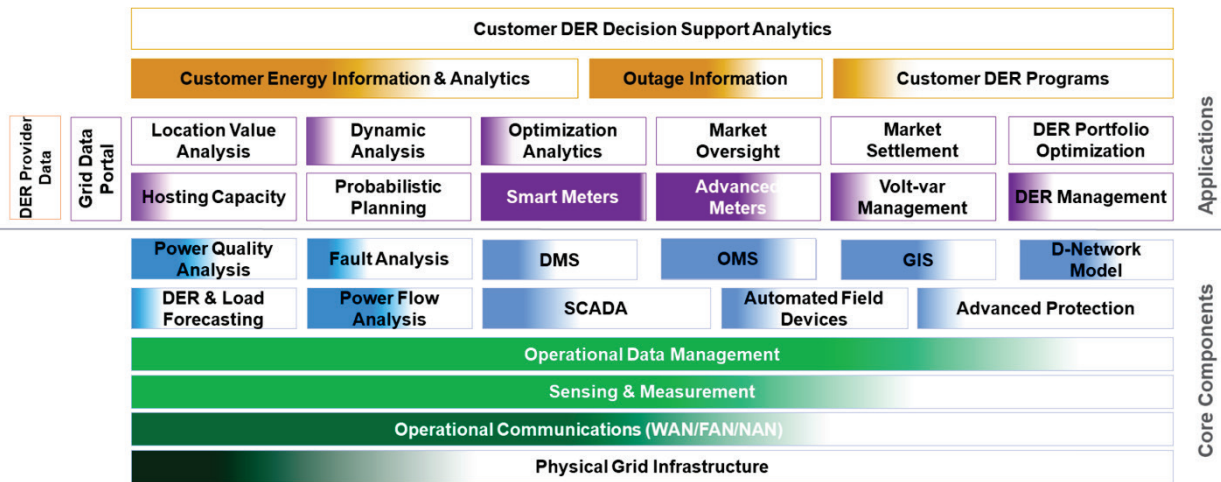 Customer DER Decision Support Analytics
Customer Energy Information & Analytics
Outage Information
Customer DER Programs
DER Provider
Data
Grid Data
Portal
Location Value
Analysis
Dynamic
Analysis
Optimization
Analytics
Market
Oversight
Market
Settlement
DER Portfolio
Optimization
Hosting Capacity
Probabilistic
Planning
Smart Meters
Advanced
Meters
Volt-var
Management
DER Management
Applications
Power Quality
Analysis
Fault Analysis
DMS
OMS
GIS
D-Network
Model
DER & Load
Forecasting
Power Flow
Analysis
SCADA
Automated Field
Devices
Advanced Protection
Operational Data Management
Sensing & Measurement
Operational Communications (WAN/FAN/NAN)
Physical Grid Infrastructure
Core Components